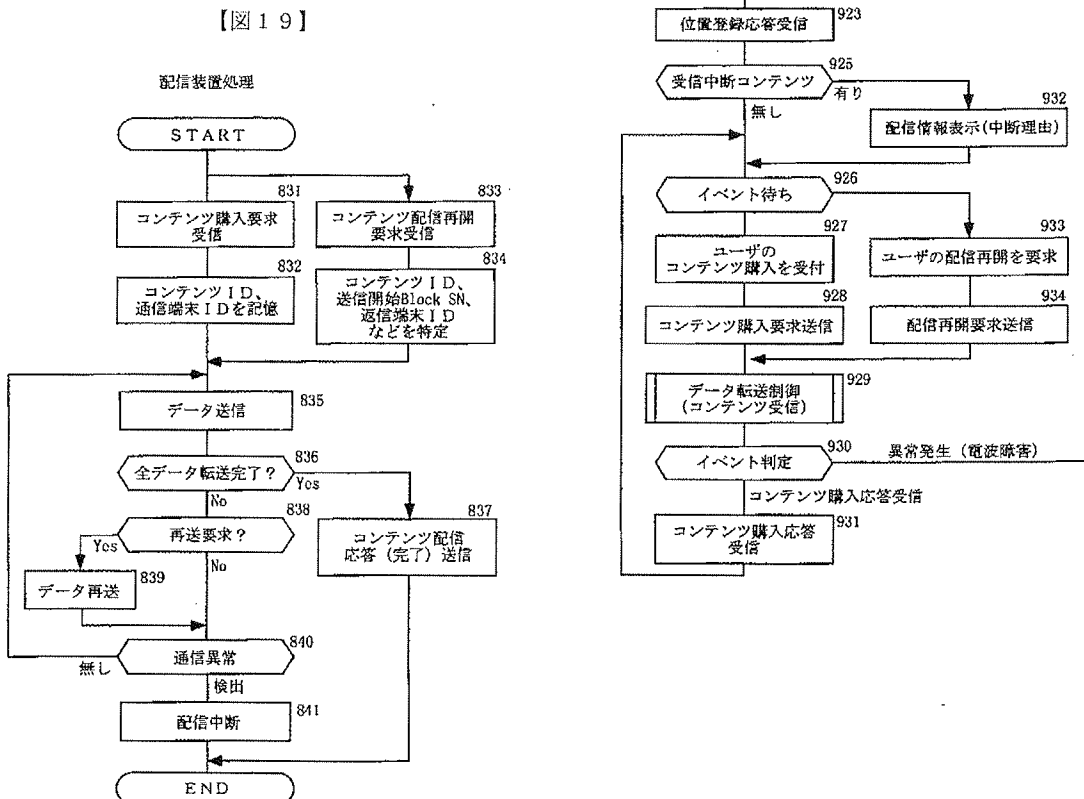 【図１９】
配信装置処理
START
831
コンテンツ購入要求
受信
833
コンテンツ配信再開
要求受信
832
コンテンツＩＤ、
通信端末ＩＤを記憶
834
コンテンツＩＤ、
送信開始Block SN、
返信端末ＩＤ
などを特定
データ送信
835
全データ転送完了？
836
Yes
No
再送要求？
838
Yes
No
837
コンテンツ配信
応答（完了）送信
データ再送
839
通信異常
840
無し
検出
配信中断
841
END
位置登録応答受信
923
受信中断コンテンツ
925
有り
無し
932
配信情報表示(中断理由)
イベント待ち
926
927
ユーザの
コンテンツ購入を受付
933
ユーザの配信再開を要求
928
コンテンツ購入要求送信
934
配信再開要求送信
データ転送制御
(コンテンツ受信)
929
イベント判定
930
異常発生（電波障害）
コンテンツ購入応答受信
コンテンツ購入応答
受信
931